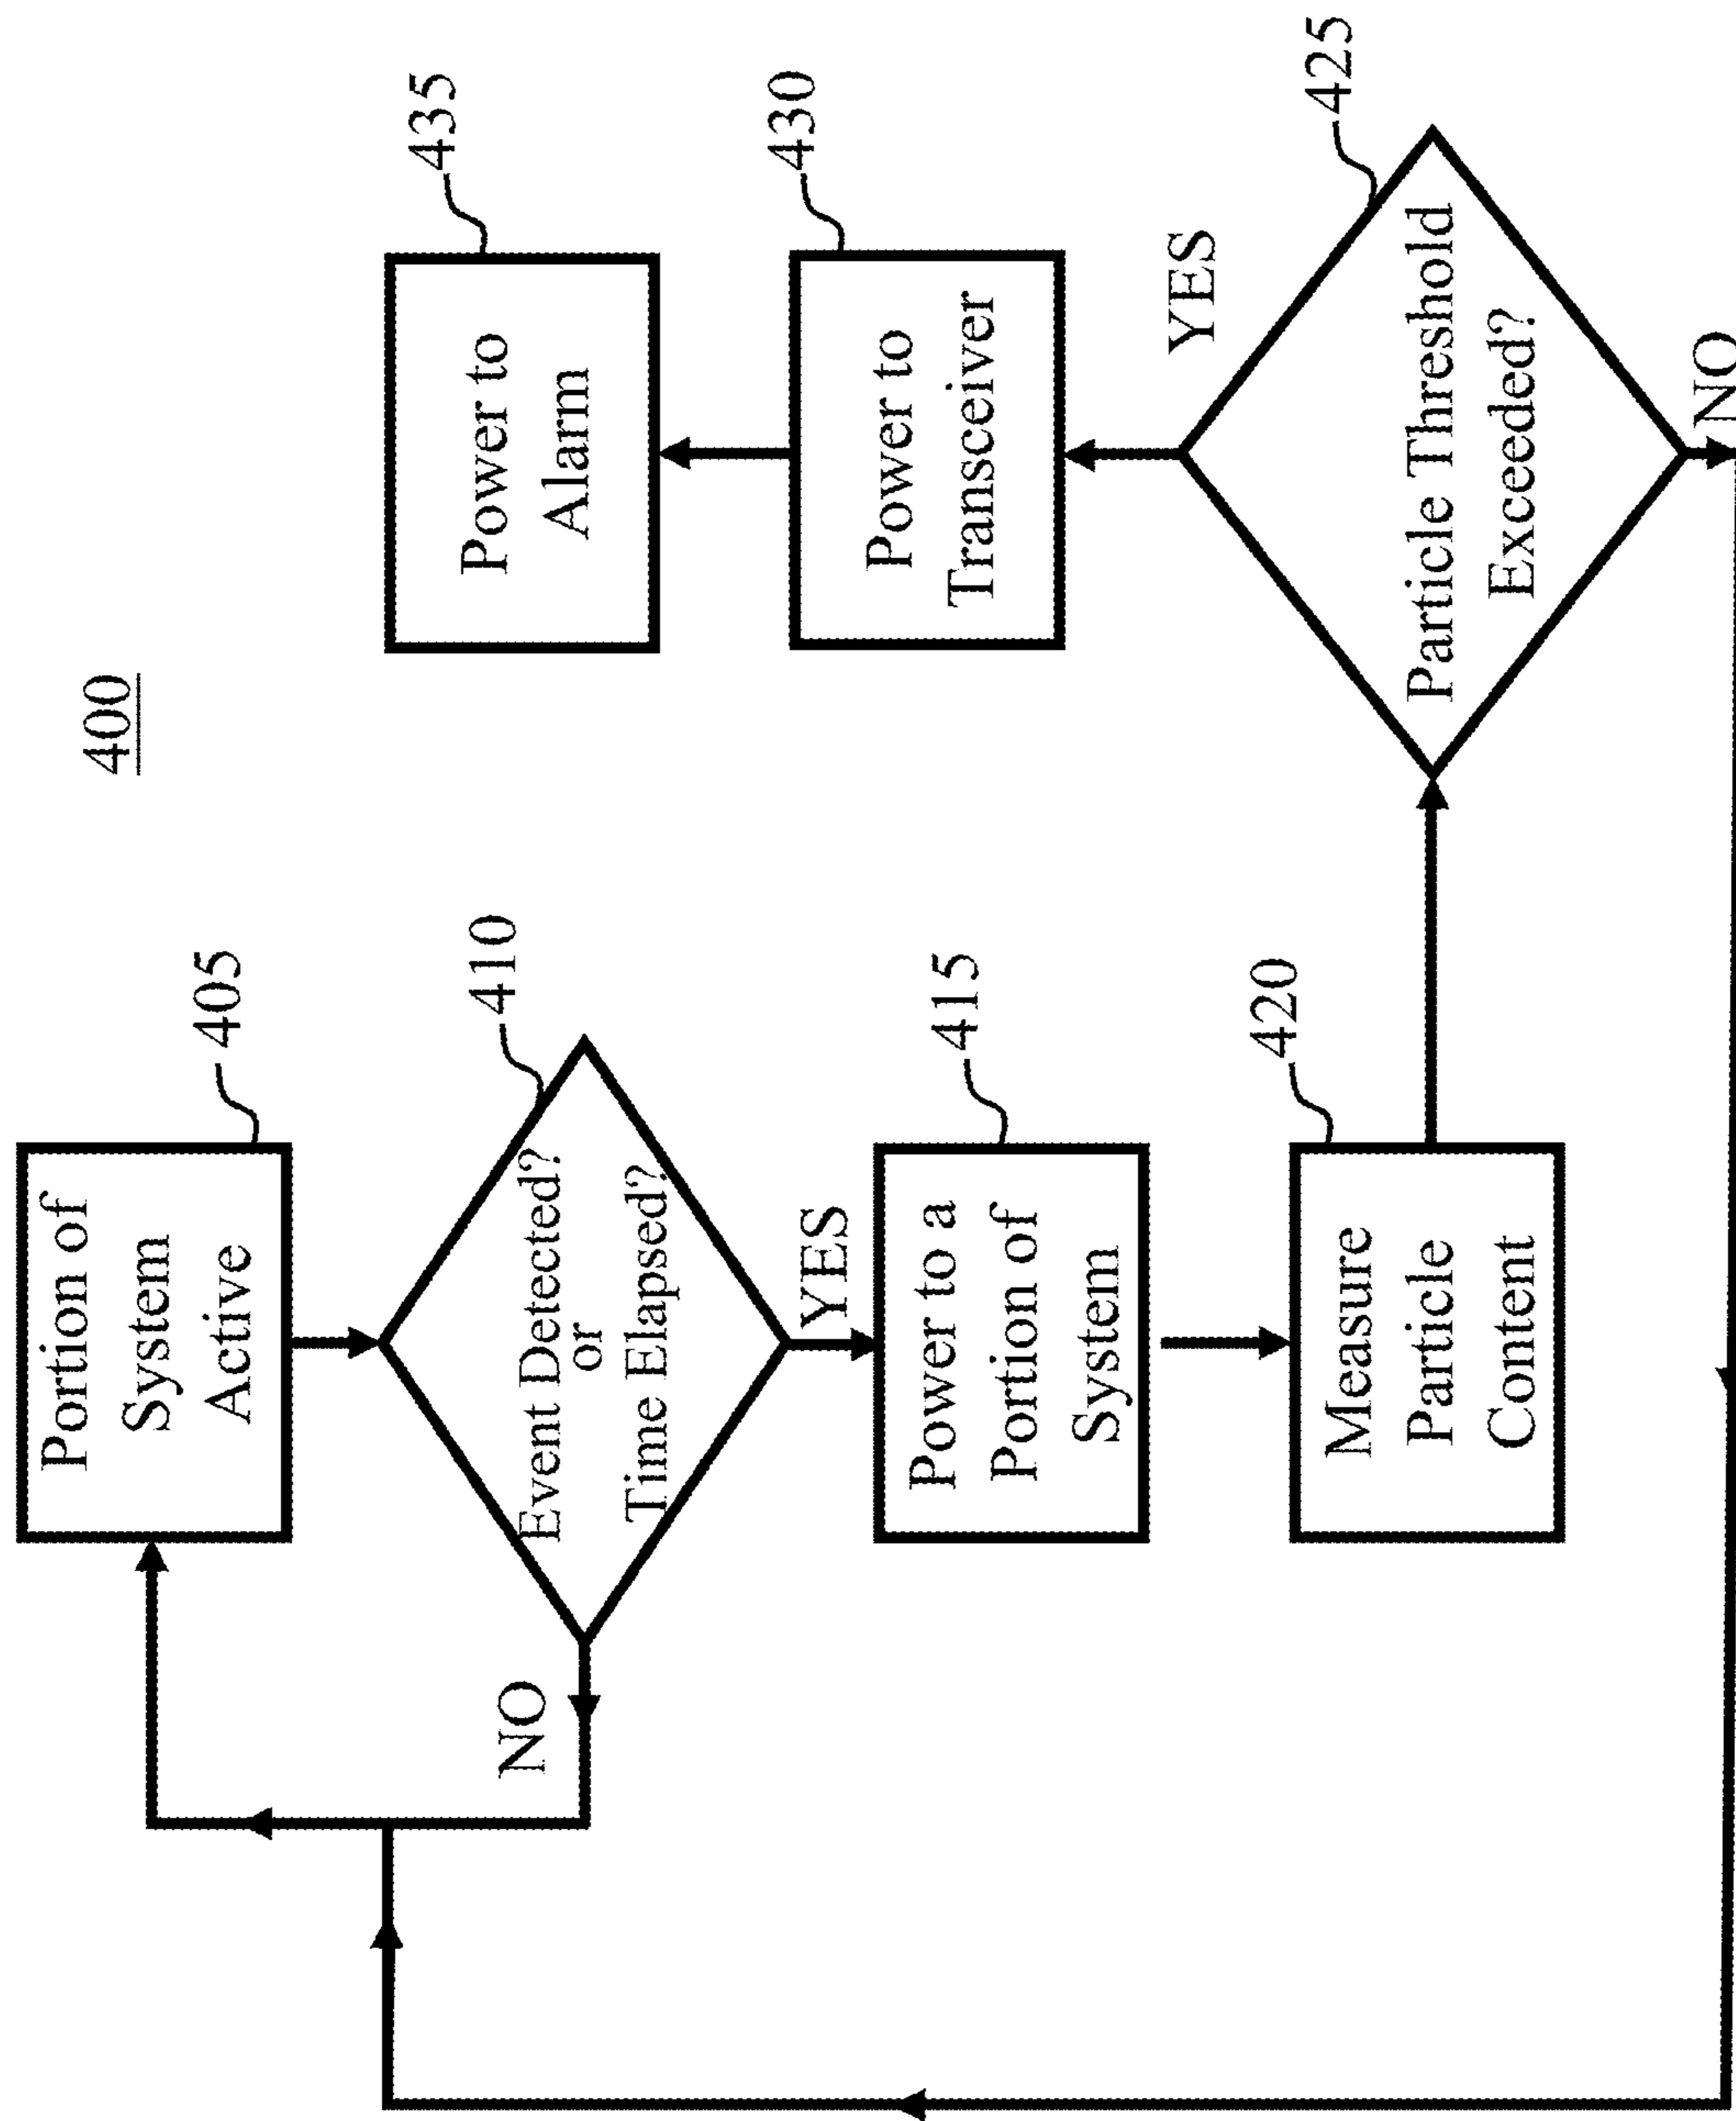 400
Portion of
System
Active
405
Event Detected?
or
Time Elapsed?
410
NO
YES
Power to a
Portion of
System
415
Measure
Particle
Content
420
Particle Threshold
Exceeded?
425
YES
NO
Power to
Transceiver
430
Power to
Alarm
435